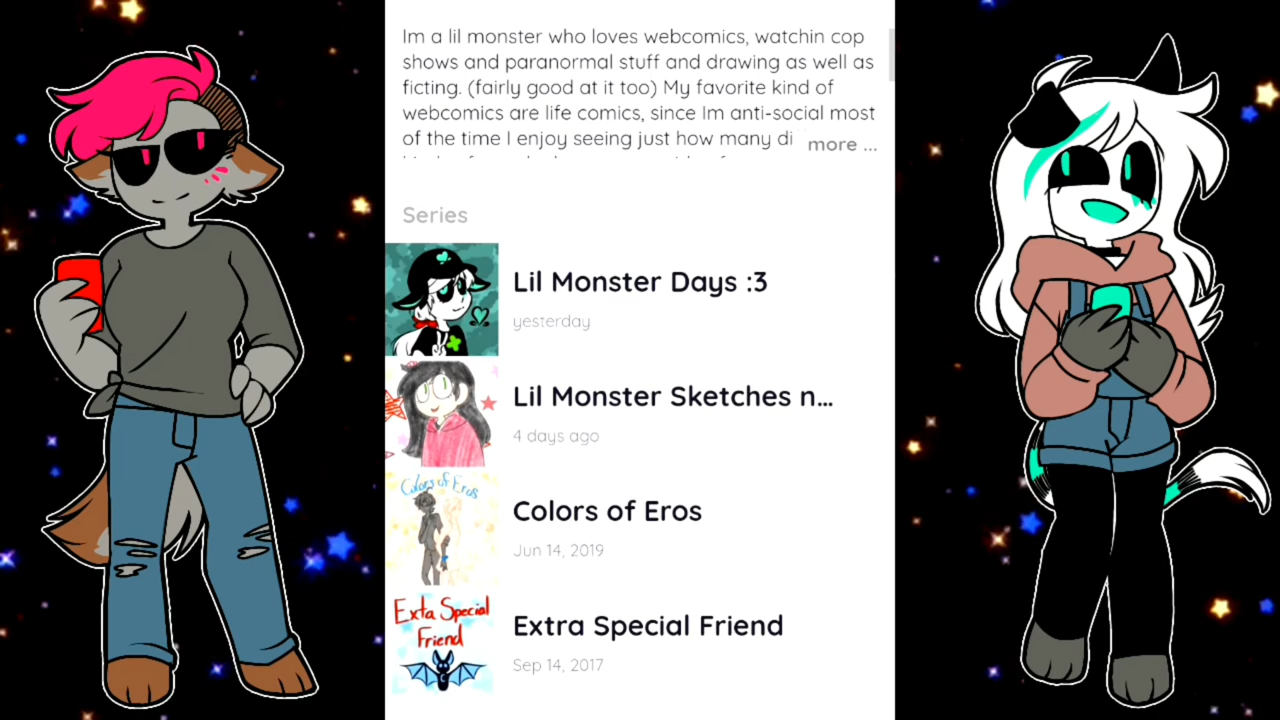 Im a lil monster who loves webcomics, watchin cop
shows and paranormal stuff and drawing as well as
ficting. (fairly good at it too) My favorite kind of
webcomics are life comics, since Im anti-social most
of the time I enjoy seeing just how many di
more ...
Series
Lil Monster Days :3
yesterday
Lil Monster Sketches n...
4 days ago
Colors of Eros
Colors of Eros
Jun 14, 2019
Exta Special
Friend
Extra Special Friend
Sep 14, 2017